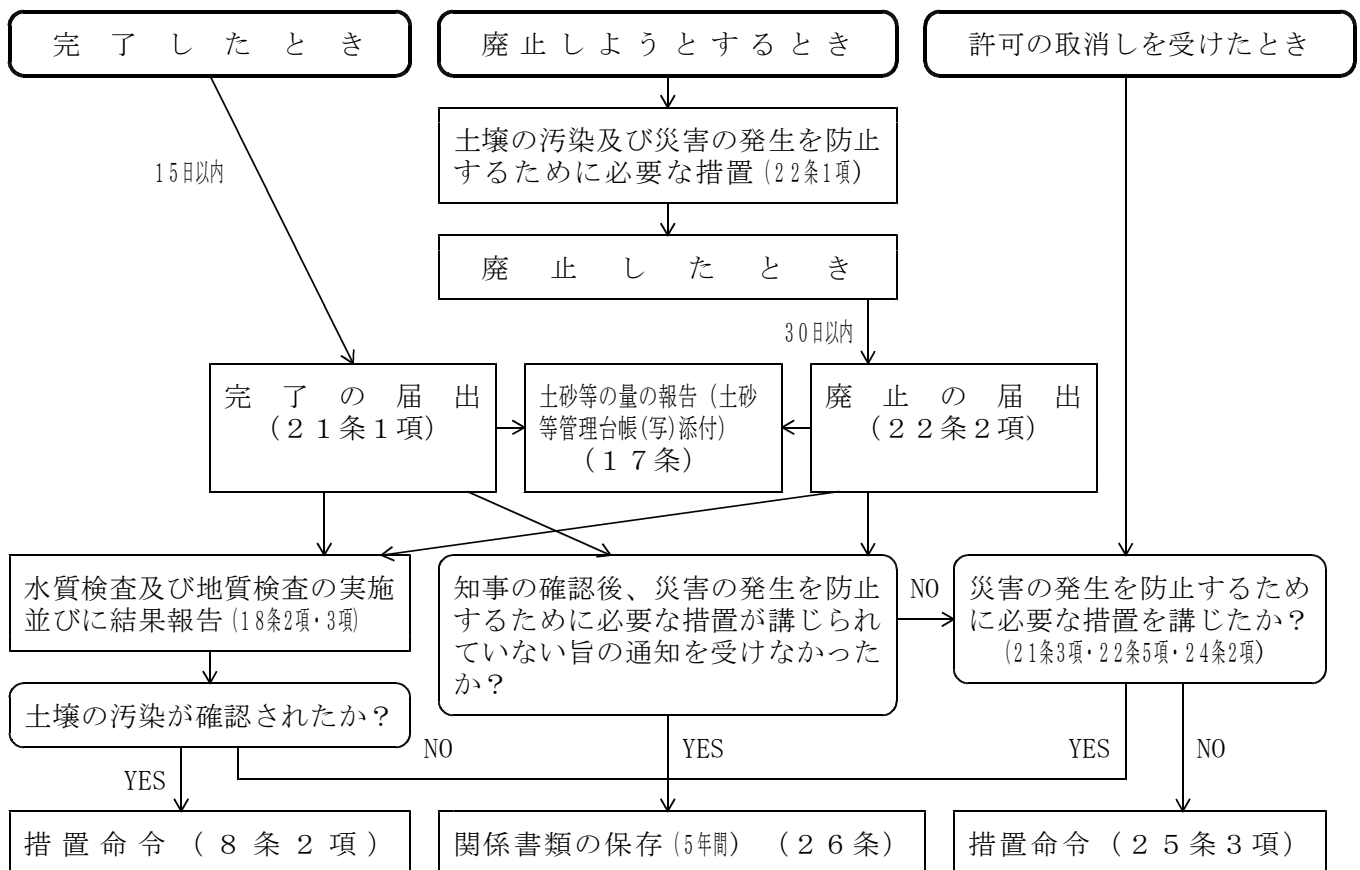 完了したとき
廃止しようとするとき
許可の取消しを受けたとき
土壌の汚染及び災害の発生を防止
するために必要な措置(22条1項)
15日以内
廃止したとき
30日以内
完了の届出
(21条1項)
土砂等の量の報告(土砂
等管理台帳(写)添付)
(17条)
廃止の届出
(22条2項)
水質検査及び地質検査の実施
並びに結果報告(18条2項・3項)
知事の確認後、災害の発生を防止
するために必要な措置が講じられ
ていない旨の通知を受けなかった
か?
NO
災害の発生を防止するため
に必要な措置を講じたか?
(21条3項・22条5項・24条2項)
土壌の汚染が確認されたか?
NO
YES
YES
NO
YES
措置命令(8条2項)
関係書類の保存(5年間) (26条)
措置命令(25条3項)